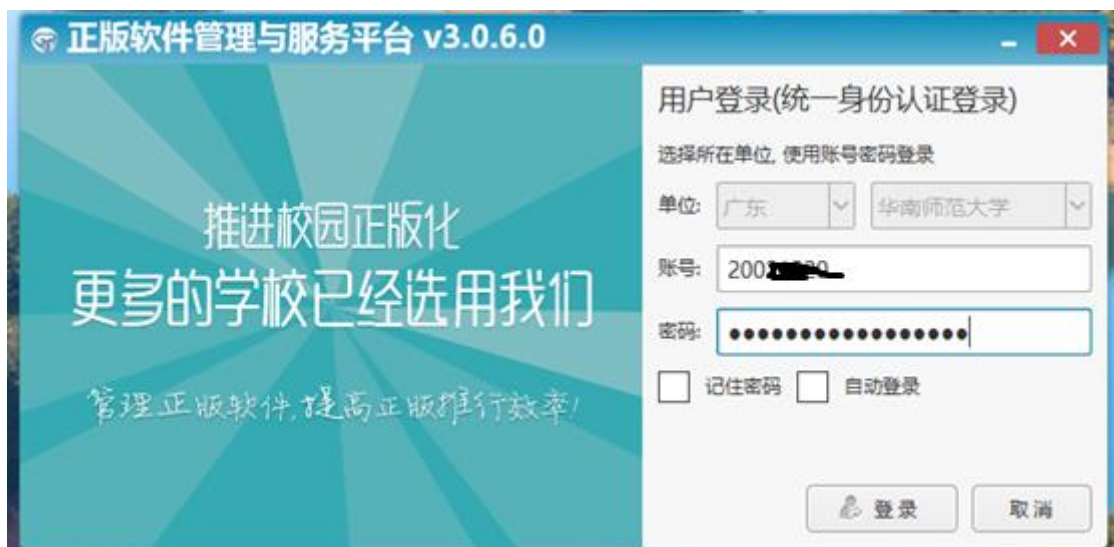 正版软件管理与服务平台 v3.0.6.0
推进校园正版化
更多的学校已经选用我们
管理正版软件,提高正版推行效率!
用户登录(统一身份认证登录)
选择所在单位, 使用账号密码登录
单位: 广东 华南师范大学
账号: 200
密码: ●●●●●●●●●●●●●●●●●
记住密码 自动登录
登录 取消